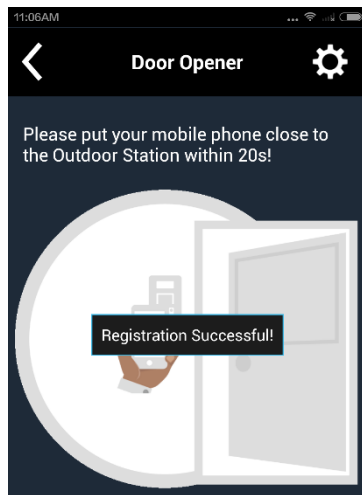 11:06AM
...
Door Opener
Please put your mobile phone close to
the Outdoor Station within 20s!
Registration Successful!